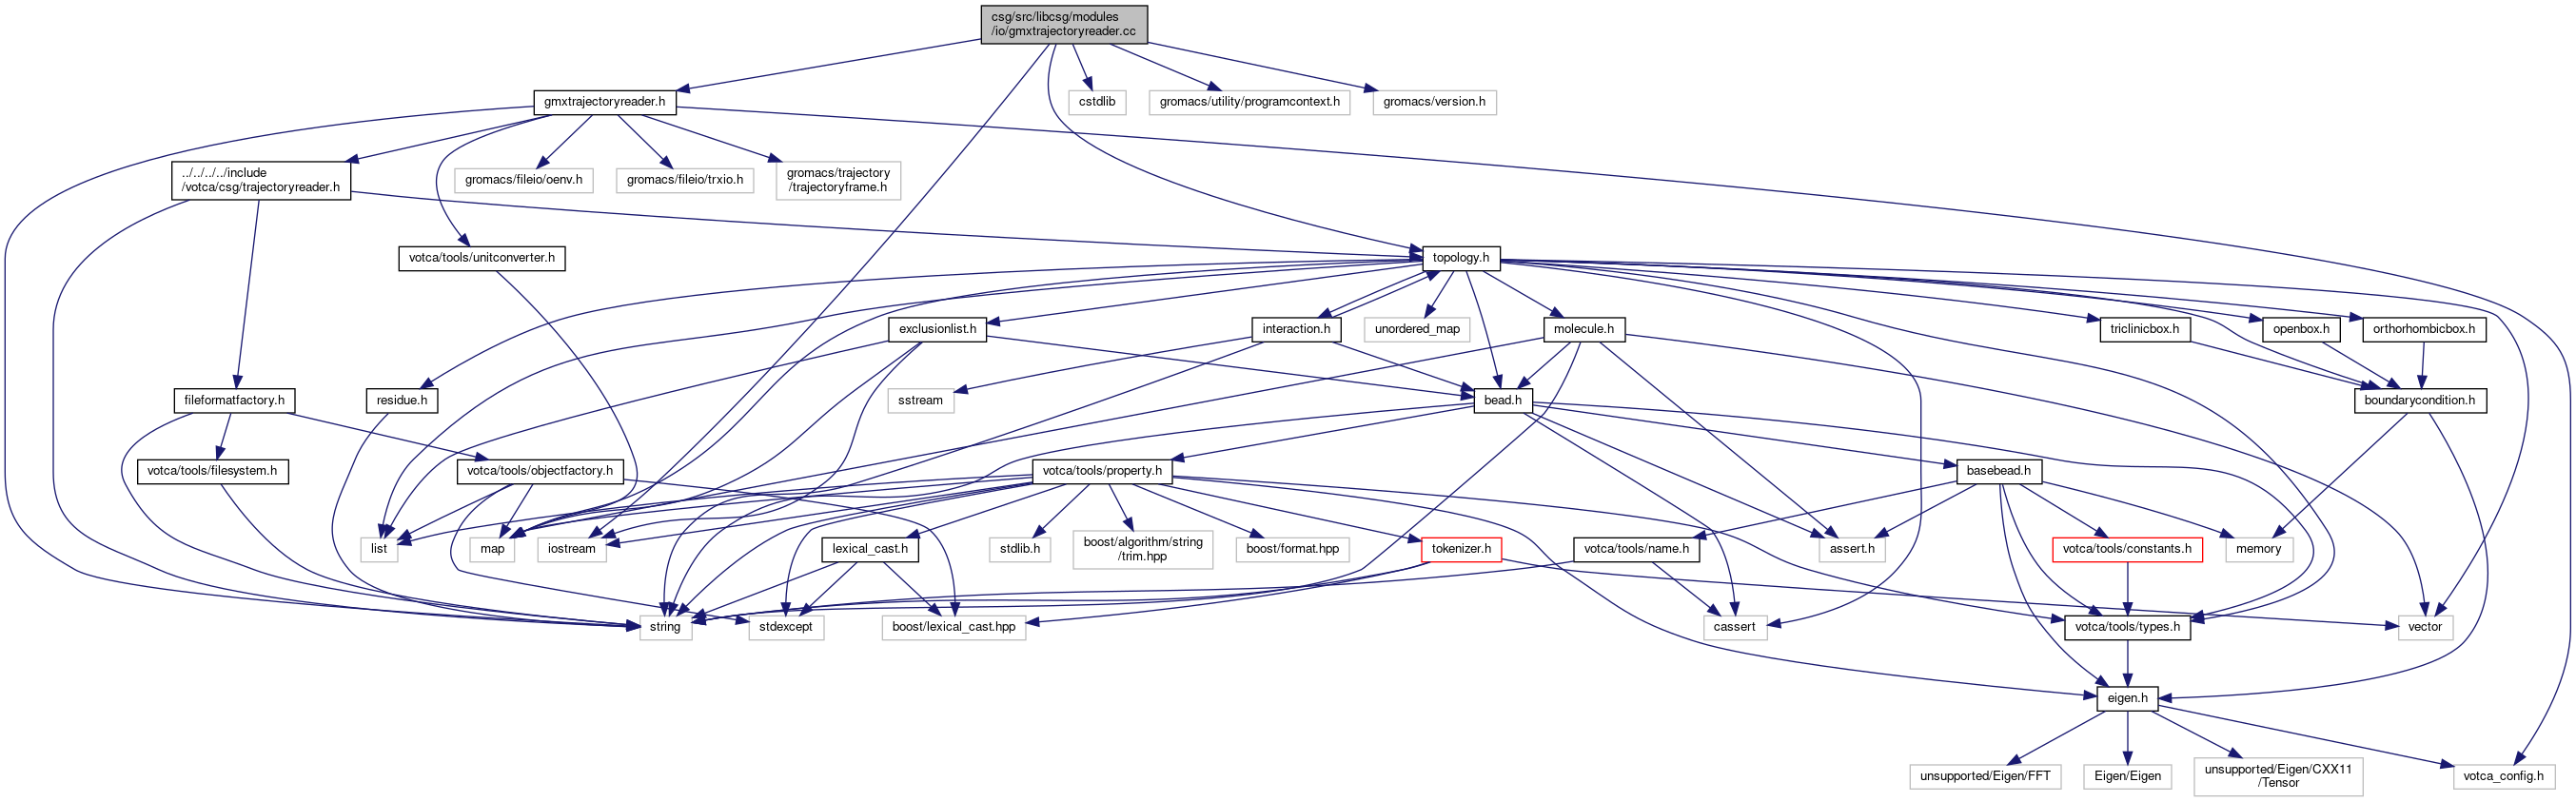 csg/src/libcsg/modules
/io/gmxtrajectoryreader.cc
gmxtrajectoryreader.h
cstdlib
gromacs/utility/programcontext.h
gromacs/version.h
../../../../include
/votca/csg/trajectoryreader.h
gromacs/fileio/oenv.h
gromacs/fileio/trxio.h
gromacs/trajectory
/trajectoryframe.h
votca/tools/unitconverter.h
topology.h
exclusionlist.h
interaction.h
unordered_map
molecule.h
triclinicbox.h
openbox.h
orthorhombicbox.h
fileformatfactory.h
residue.h
sstream
bead.h
boundarycondition.h
votca/tools/filesystem.h
votca/tools/objectfactory.h
votca/tools/property.h
basebead.h
list
map
iostream
lexical_cast.h
stdlib.h
boost/algorithm/string
/trim.hpp
boost/format.hpp
tokenizer.h
votca/tools/name.h
assert.h
votca/tools/constants.h
memory
string
stdexcept
boost/lexical_cast.hpp
cassert
votca/tools/types.h
vector
eigen.h
unsupported/Eigen/FFT
Eigen/Eigen
unsupported/Eigen/CXX11
/Tensor
votca_config.h